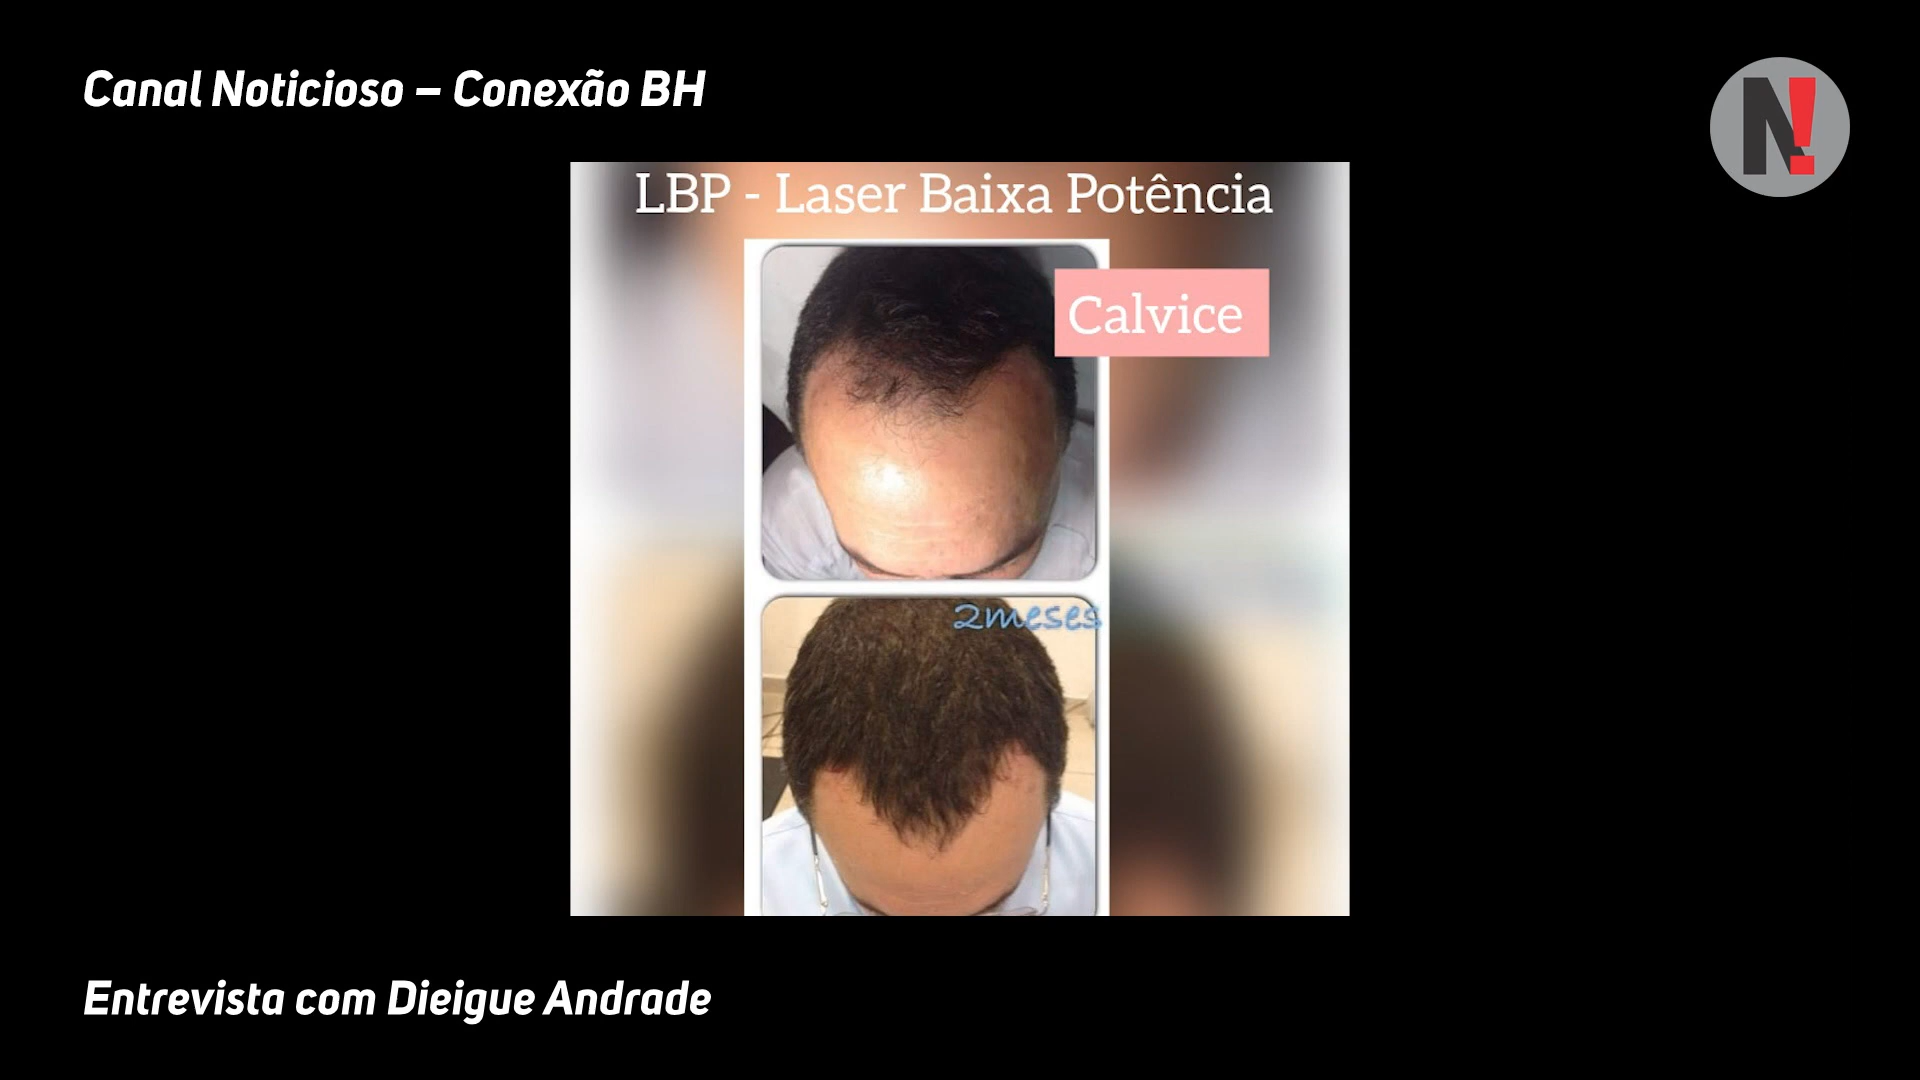 Canal Noticioso – Conexão BH
N!
LBP - Laser Baixa Potência
Calvice
2meses
Entrevista com Dieigue Andrade